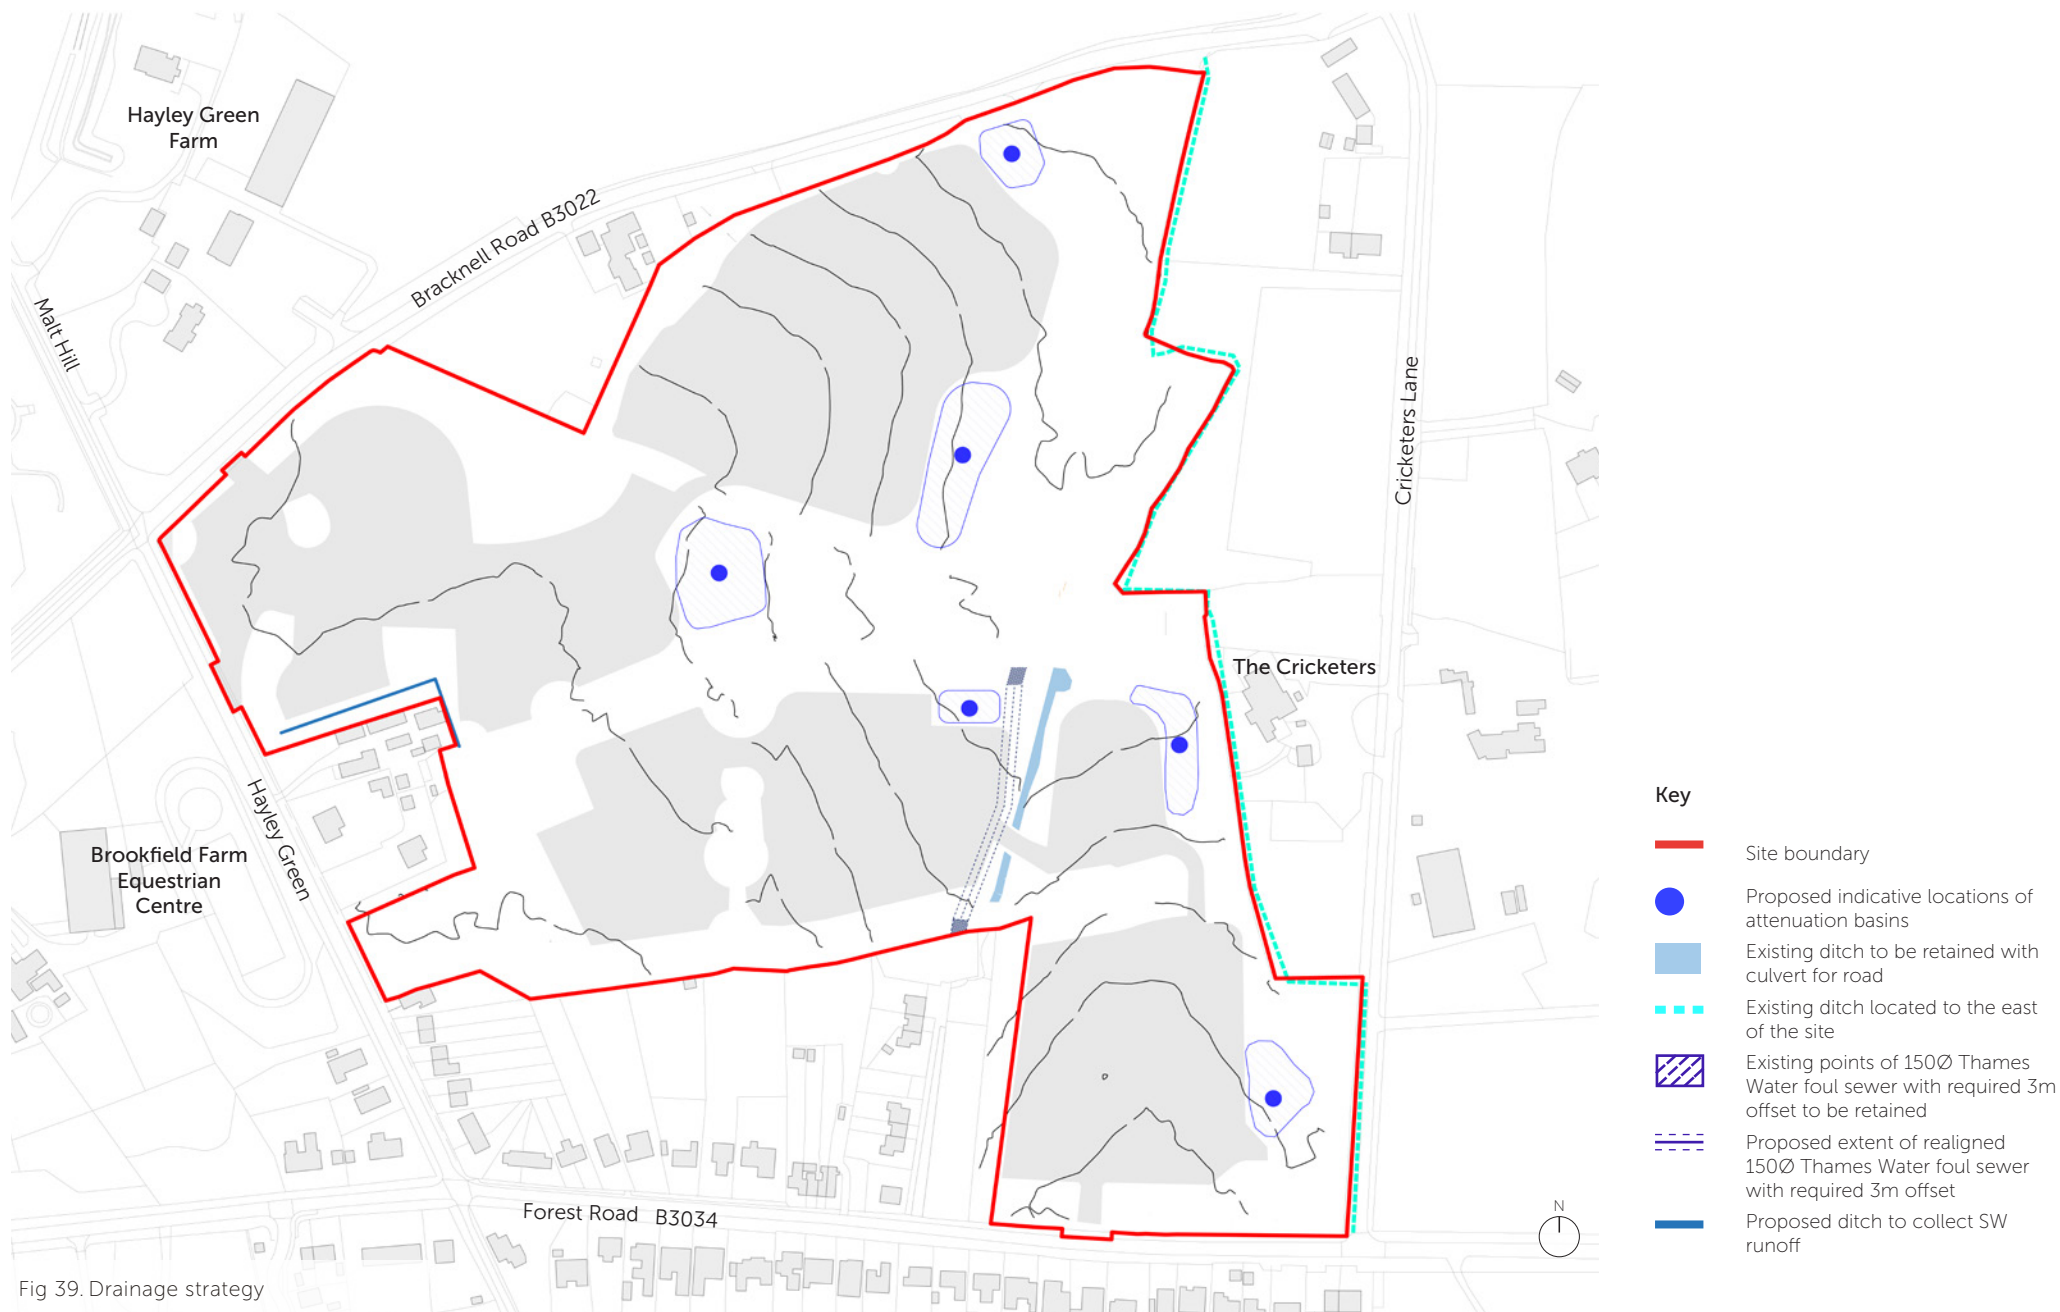 Hayley Green
Farm
Bracknell Road B3022
Malt Hill
Cricketers Lane
The Cricketers
Hayley Green
Brookfield Farm
Equestrian
Centre
Forest Road B3034
N
Key
Site boundary
Proposed indicative locations of
attenuation basins
Existing ditch to be retained with
culvert for road
Existing ditch located to the east
of the site
Existing points of 150Ø Thames
Water foul sewer with required 3m
offset to be retained
Proposed extent of realigned
150Ø Thames Water foul sewer
with required 3m offset
Proposed ditch to collect SW
runoff
Fig 39. Drainage strategy